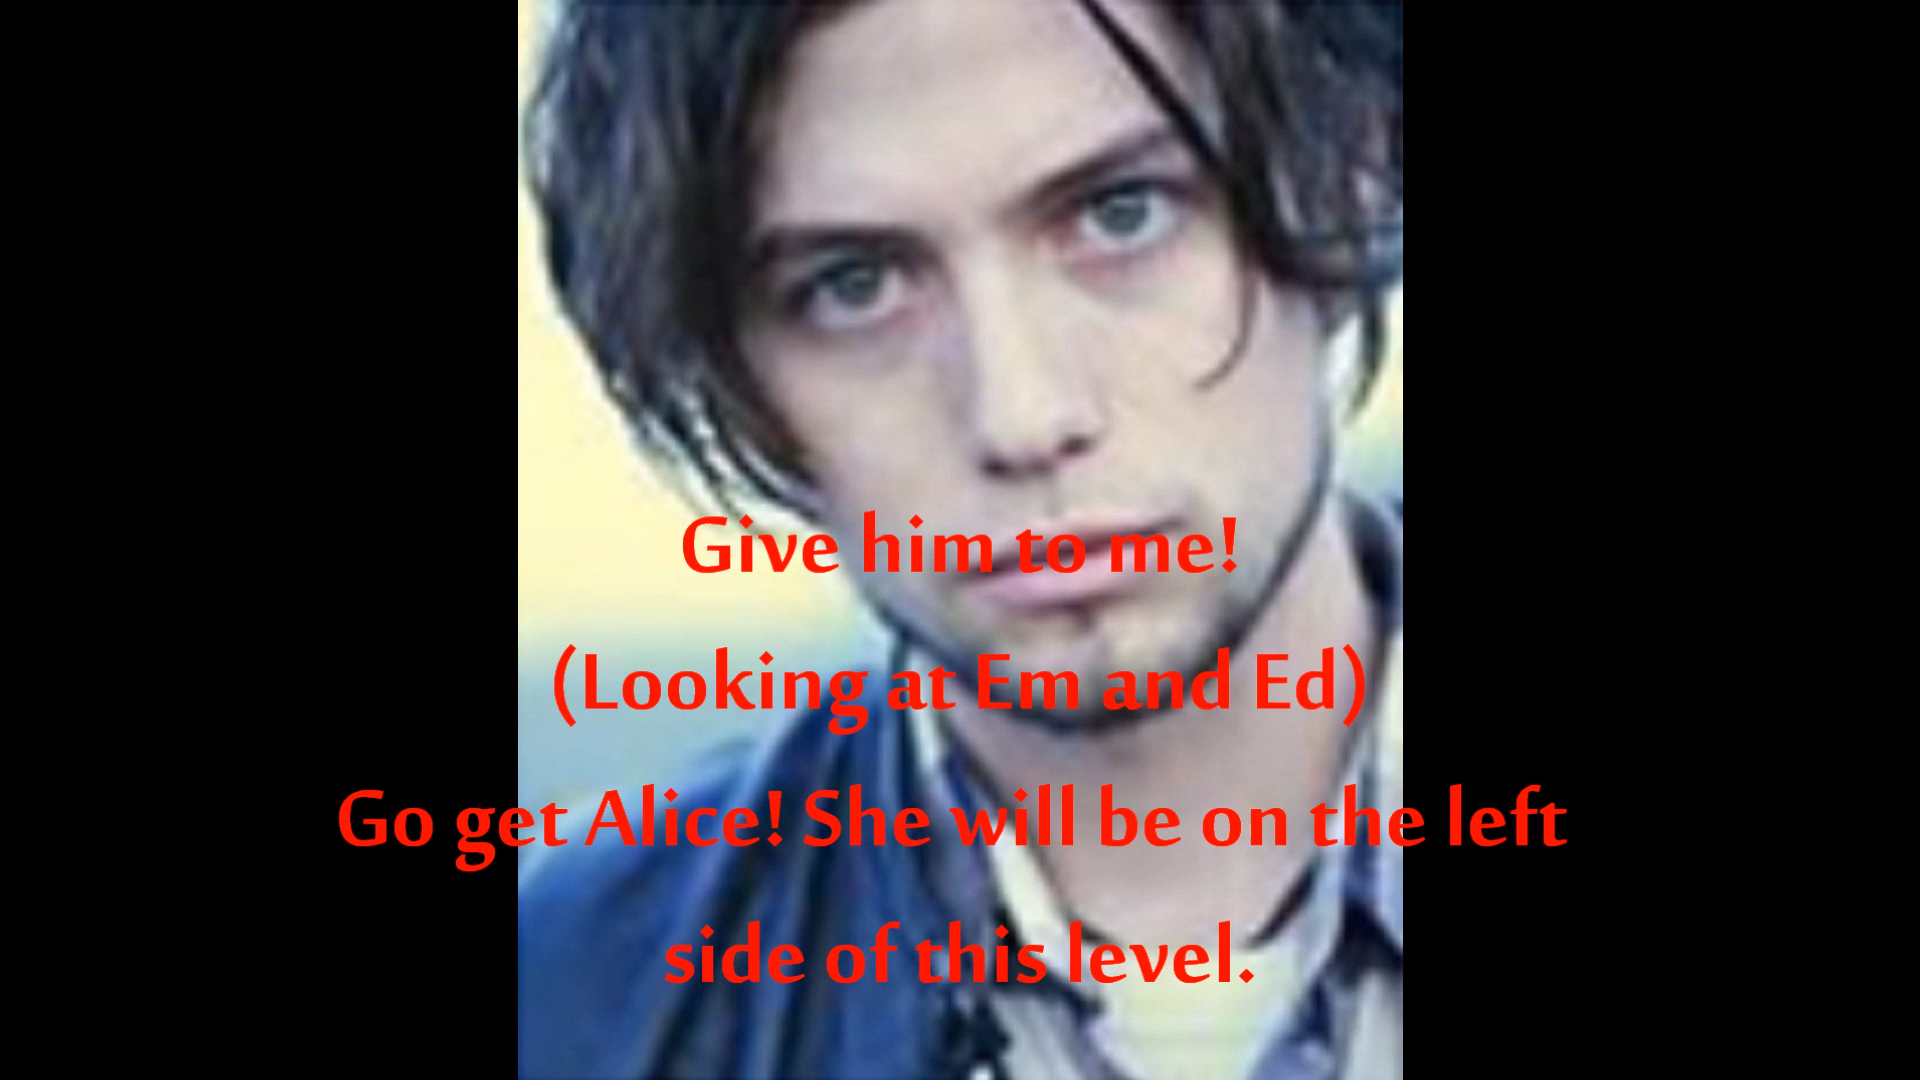 Give him to me!
(Looking at Em and Ed)
Go get Alice! She will be on the left
side of this level.